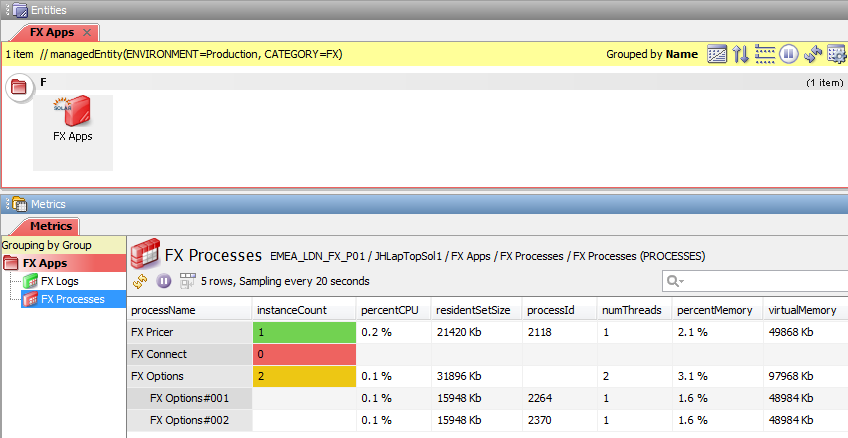 Entities
FX Apps
1 item // managedEntity(ENVIRONMENT=Production, CATEGORY=FX) Grouped by Name
F (1 item)
SOLAR
FX Apps
Metrics
Metrics
Grouping by Group
FX Apps
FX Logs
FX Processes
FX Processes EMEA_LDN_FX_P01 / JHLapTopSol1 / FX Apps / FX Processes / FX Processes (PROCESSES)
5 rows, Sampling every 20 seconds
processName instanceCount percentCPU residentSetSize processId numThreads percentMemory virtualMemory
FX Pricer 1 0.2 % 21420 Kb 2118 1 2.1 % 49868 Kb
FX Connect 0
FX Options 2 0.1 % 31896 Kb 2 3.1 % 97968 Kb
FX Options#001 0.1 % 15948 Kb 2264 1 1.6 % 48984 Kb
FX Options#002 0.1 % 15948 Kb 2370 1 1.6 % 48984 Kb